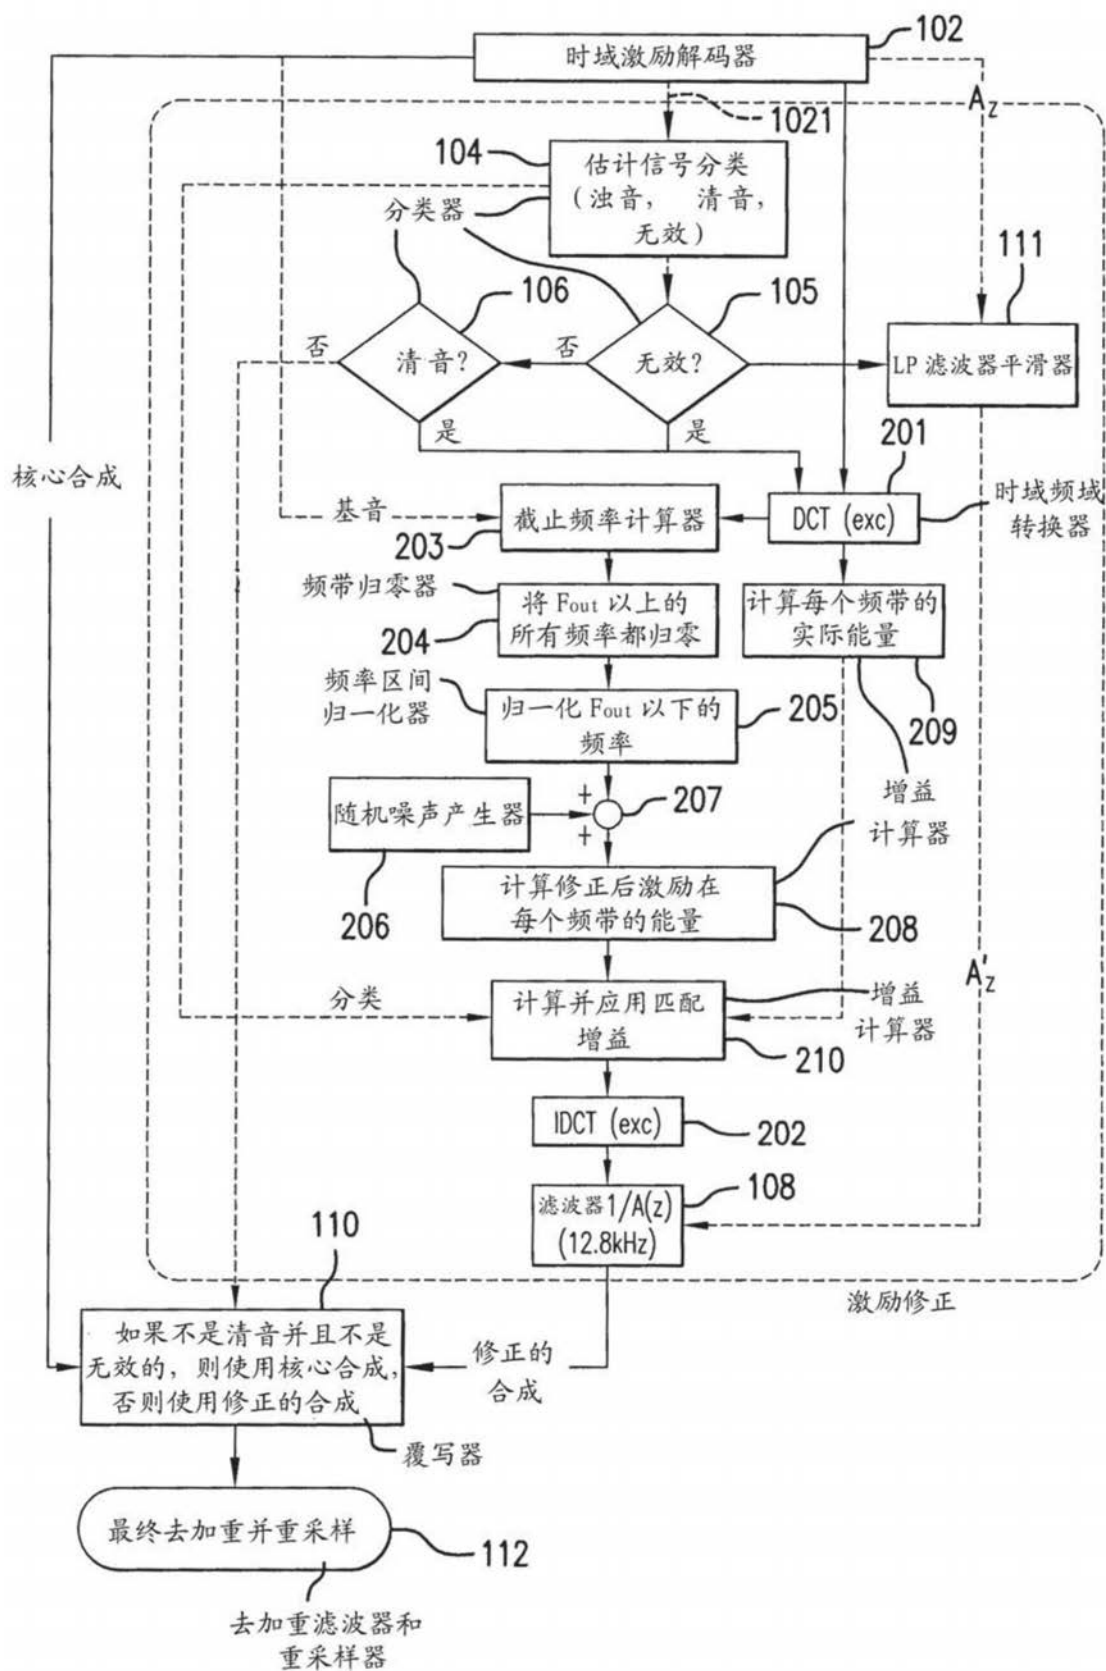 102
时域激励解码器
A_z
1021
104
估计信号分类
(浊音, 清音,
无效)
分类器
111
106
105
否
清音?
否
无效?
LP 滤波器平滑器
是
是
201
核心合成
时域频域
转换器
基音
截止频率计算器
DCT (exc)
203
频带归零器
将 Fout 以上的
所有频率都归零
204
计算每个频带的
实际能量
频率区间
归一化器
归一化 Fout 以下的
频率
205
209
+
207
增益
计算器
随机噪声产生器
+
206
计算修正后激励在
每个频带的能量
208
A'_z
分类
计算并应用匹配
增益
增益
计算器
210
IDCT (exc)
202
108
滤波器1/A(z)
(12.8kHz)
110
激励修正
如果不是清音并且不是
无效的, 则使用核心合成,
否则使用修正的合成
修正的
合成
覆写器
最终去加重并重采样
112
去加重滤波器和
重采样器